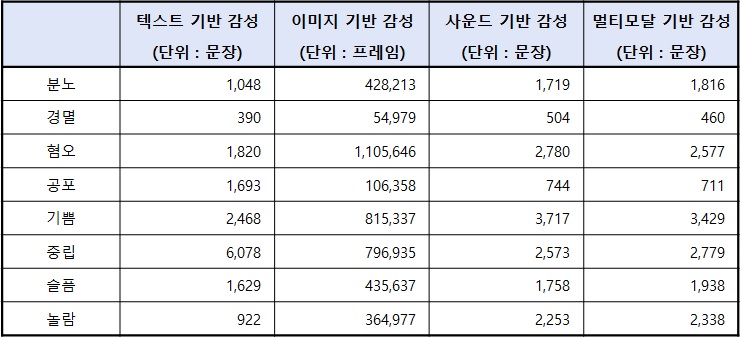 텍스트 기반 감성 이미지 기반 감성 사운드 기반 감성 멀티모달 기반 감성
(단위 : 문장) (단위 : 프레임) (단위 : 문장) (단위 : 문장)
분노 1,048 428,213 1,719 1,816
경멸 390 54,979 504 460
혐오 1,820 1,105,646 2,780 2,577
공포 1,693 106,358 744 711
기쁨 2,468 815,337 3,717 3,429
중립 6,078 796,935 2,573 2,779
슬픔 1,629 435,637 1,758 1,938
놀람 922 364,977 2,253 2,338